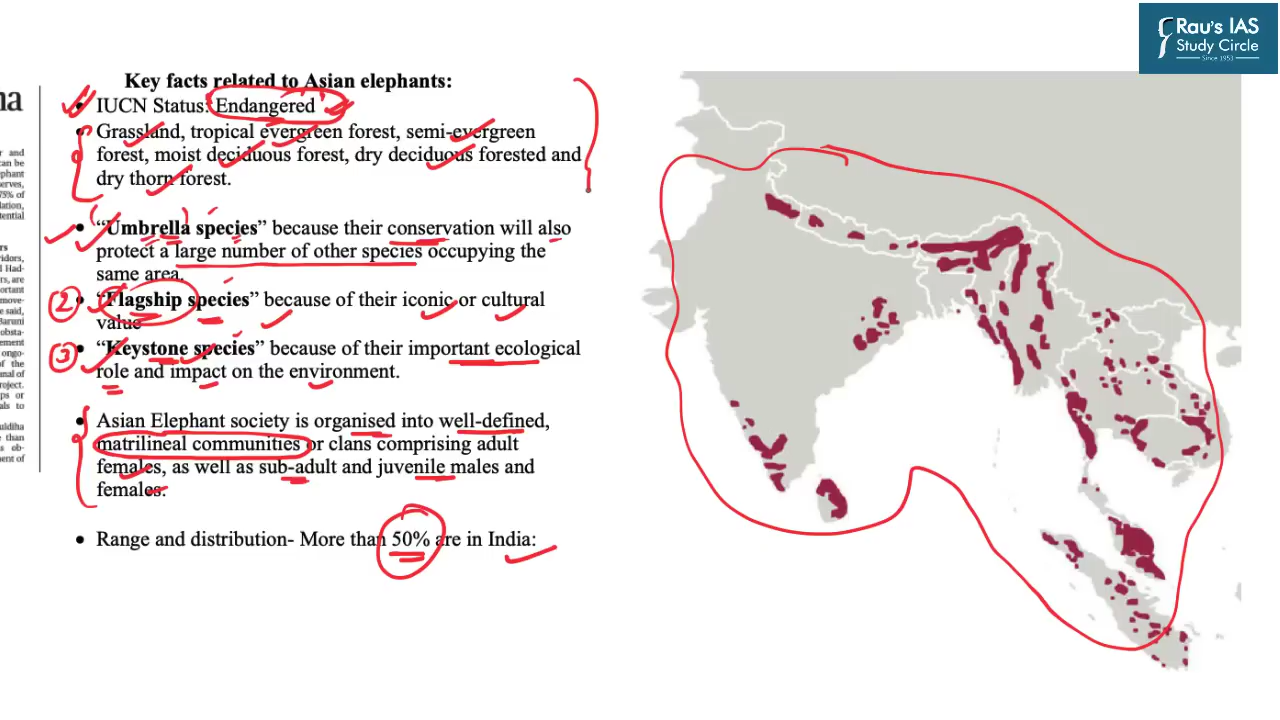 Rau's IAS
Study Circle
Since 1953
Key facts related to Asian elephants:
• IUCN Status: Endangered
• Grassland, tropical evergreen forest, semi-evergreen
forest, moist deciduous forest, dry deciduous forested and
dry thorn forest.
• “Umbrella species” because their conservation will also
protect a large number of other species occupying the
same area.
② • “Flagship species” because of their iconic or cultural
value
③ • “Keystone species” because of their important ecological
role and impact on the environment.
• Asian Elephant society is organised into well-defined,
matrilineal communities or clans comprising adult
females, as well as sub-adult and juvenile males and
females.
• Range and distribution- More than 50% are in India: